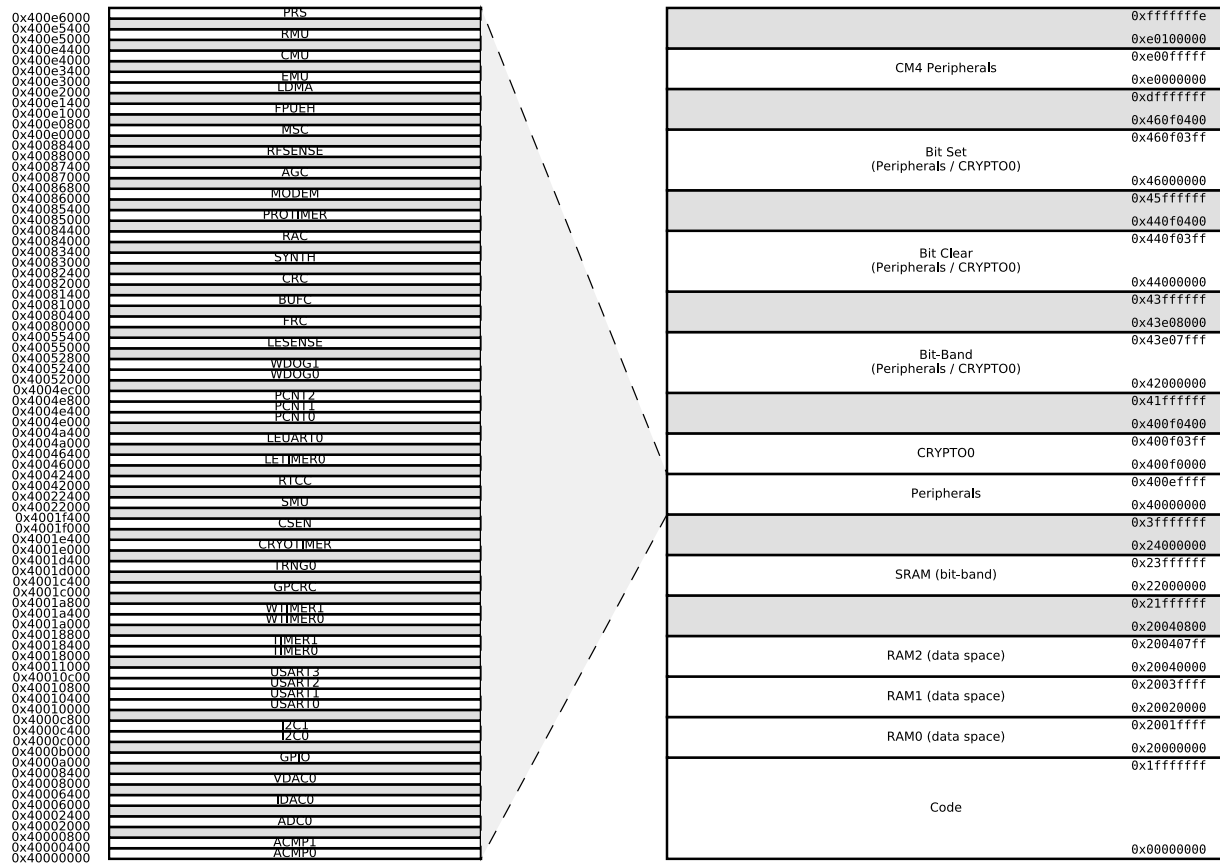 0x400e6000
0x400e5400
0x400e5000
0x400e4400
0x400e4000
0x400e3400
0x400e3000
0x400e2000
0x400e1400
0x400e1000
0x400e0800
0x400e0000
0x40088400
0x40088000
0x40087400
0x40087000
0x40086800
0x40086000
0x40085400
0x40085000
0x40084400
0x40084000
0x40083400
0x40083000
0x40082400
0x40082000
0x40081400
0x40081000
0x40080400
0x40080000
0x40055400
0x40055000
0x40052800
0x40052400
0x40052000
0x4004ec00
0x4004e800
0x4004e400
0x4004e000
0x4004a400
0x4004a000
0x40046400
0x40046000
0x40042400
0x40042000
0x40022400
0x40022000
0x4001f400
0x4001f000
0x4001e400
0x4001e000
0x4001d400
0x4001d000
0x4001c400
0x4001c000
0x4001a800
0x4001a400
0x4001a000
0x40018800
0x40018400
0x40018000
0x40011000
0x40010c00
0x40010800
0x40010400
0x40010000
0x4000c800
0x4000c400
0x4000c000
0x4000b000
0x4000a000
0x40008400
0x40008000
0x40006400
0x40006000
0x40002400
0x40002000
0x40000800
0x40000400
0x40000000
PRS
RMU
CMU
EMU
LDMA
FPUEH
MSC
RFSENSE
AGC
MODEM
PROTIMER
RAC
SYNTH
CRC
BUFC
FRC
LESENSE
WDOG1
WDOG0
PCNT2
PCNT1
PCNT0
LEUART0
LETIMER0
RTCC
SMU
CSEN
CRYOTIMER
TRNG0
GPCRC
WTIMER1
WTIMER0
TIMER1
TIMER0
USART3
USART2
USART1
USART0
I2C1
I2C0
GPIO
VDAC0
IDAC0
ADC0
ACMP1
ACMP0
0xfffffffe
0xe0100000
0xe00fffff
CM4 Peripherals
0xe0000000
0xdfffffff
0x460f0400
0x460f03ff
Bit Set
(Peripherals / CRYPTO0)
0x46000000
0x45ffffff
0x440f0400
0x440f03ff
Bit Clear
(Peripherals / CRYPTO0)
0x44000000
0x43ffffff
0x43e08000
0x43e07fff
Bit-Band
(Peripherals / CRYPTO0)
0x42000000
0x41ffffff
0x400f0400
0x400f03ff
CRYPTO0
0x400f0000
0x400effff
Peripherals
0x40000000
0x3fffffff
0x24000000
0x23ffffff
SRAM (bit-band)
0x22000000
0x21ffffff
0x20040800
0x200407ff
RAM2 (data space)
0x20040000
0x2003ffff
RAM1 (data space)
0x20020000
0x2001ffff
RAM0 (data space)
0x20000000
0x1fffffff
Code
0x00000000